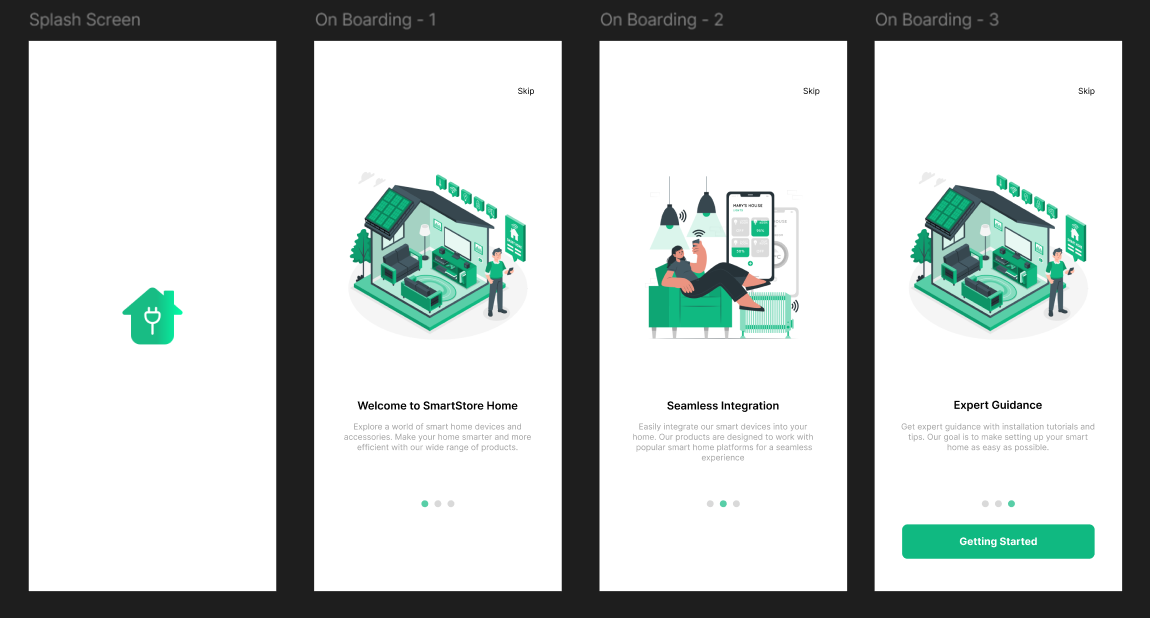 Splash Screen
On Boarding - 1
On Boarding - 2
On Boarding - 3
Skip
Skip
Skip
MARY'S HOUSE
Welcome to SmartStore Home
Explore a world of smart home devices and
accessories. Make your home smarter and more
efficient with our wide range of products.
Seamless Integration
Easily integrate our smart devices into your
home. Our products are designed to work with
popular smart home platforms for a seamless
experience
Expert Guidance
Get expert guidance with installation tutorials and
tips. Our goal is to make setting up your smart
home as easy as possible.
Getting Started